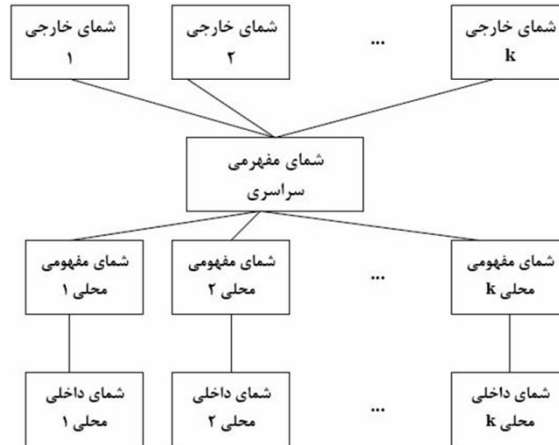 شمای خارجی
۱
شمای خارجی
۲
...
شمای خارجی
k
شمای مفهرمی
سراسری
شمای مفهومی
محلی ۱
شمای مفهومی
محلی ۲
...
شمای مفهومی
محلی k
شمای داخلی
محلی ۱
شمای داخلی
محلی ۲
...
شمای داخلی
محلی k